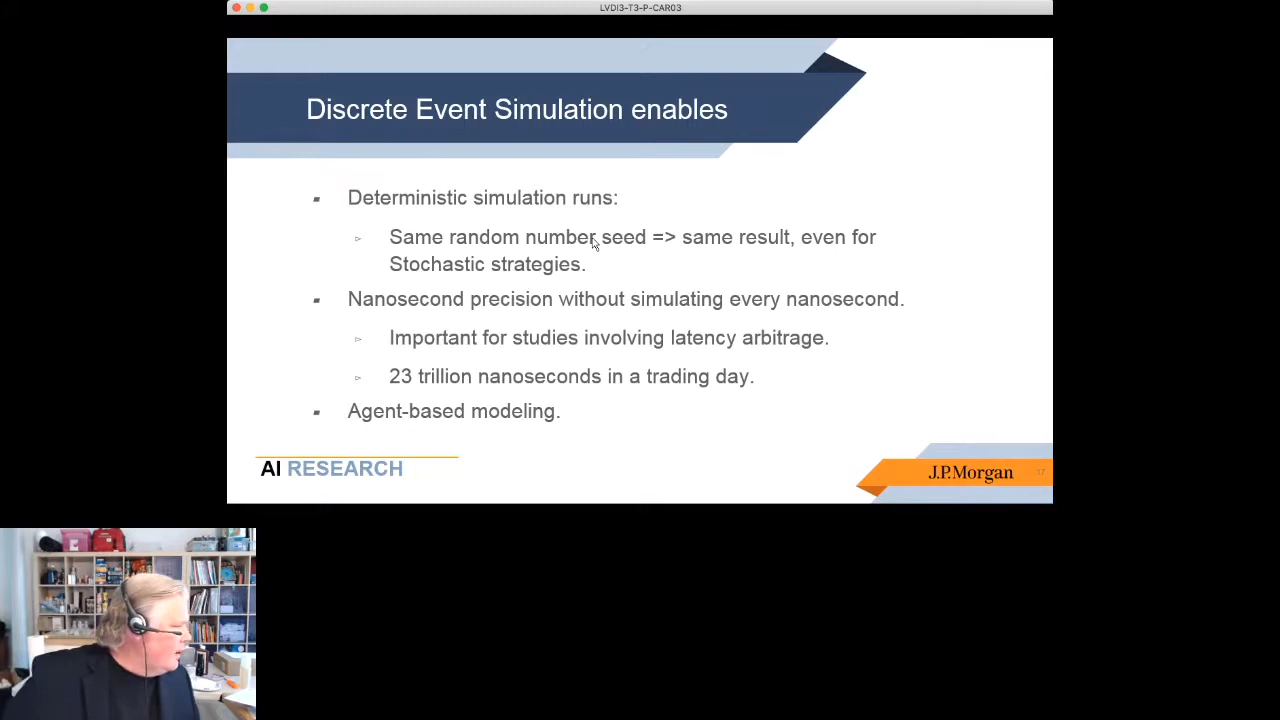 LVDI3-T3-P-CAR03
Discrete Event Simulation enables
Deterministic simulation runs:
Same random number seed => same result, even for
Stochastic strategies.
Nanosecond precision without simulating every nanosecond.
Important for studies involving latency arbitrage.
23 trillion nanoseconds in a trading day.
Agent-based modeling.
AI RESEARCH
J.P.Morgan
17